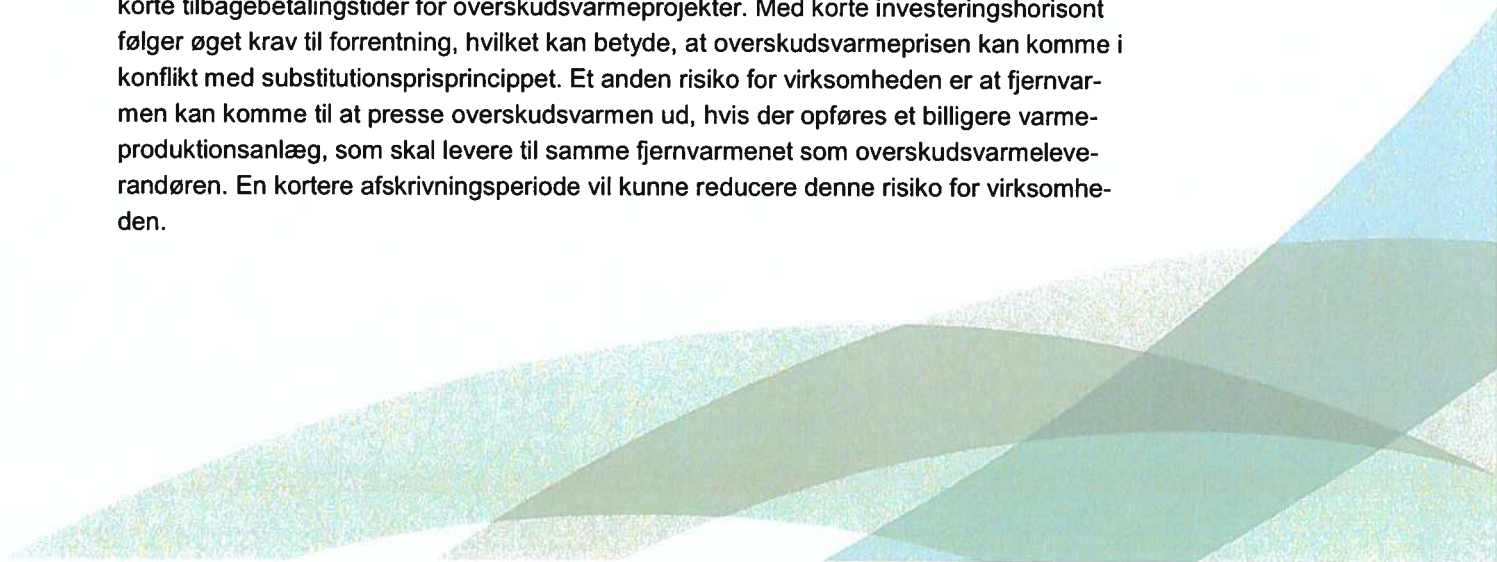 korte tilbagebetalingstider for overskudsvarmeprojekter. Med korte investeringshorisont
følger øget krav til forrentning, hvilket kan betyde, at overskudsvarmeprisen kan komme i
konflikt med substitutionsprisprincippet. Et anden risiko for virksomheden er at fjernvar-
men kan komme til at presse overskudsvarmen ud, hvis der opføres et billigere varme-
produktionsanlæg, som skal levere til samme fjernvarmenet som overskudsvarmeleve-
randøren. En kortere afskrivningsperiode vil kunne reducere denne risiko for virksomhe-
den.